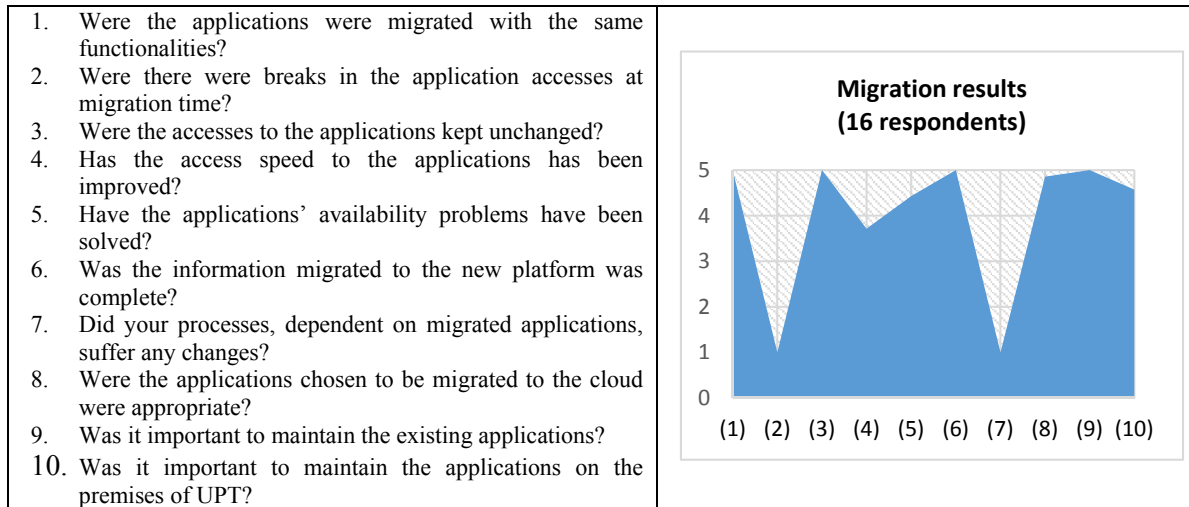 1. Were the applications were migrated with the same
functionalities?
2. Were there were breaks in the application accesses at
migration time?
3. Were the accesses to the applications kept unchanged?
4. Has the access speed to the applications has been
improved?
5. Have the applications’ availability problems have been
solved?
6. Was the information migrated to the new platform was
complete?
7. Did your processes, dependent on migrated applications,
suffer any changes?
8. Were the applications chosen to be migrated to the cloud
were appropriate?
9. Was it important to maintain the existing applications?
10. Was it important to maintain the applications on the
premises of UPT?
Migration results
(16 respondents)
5
4
3
2
1
0
(1) (2) (3) (4) (5) (6) (7) (8) (9) (10)